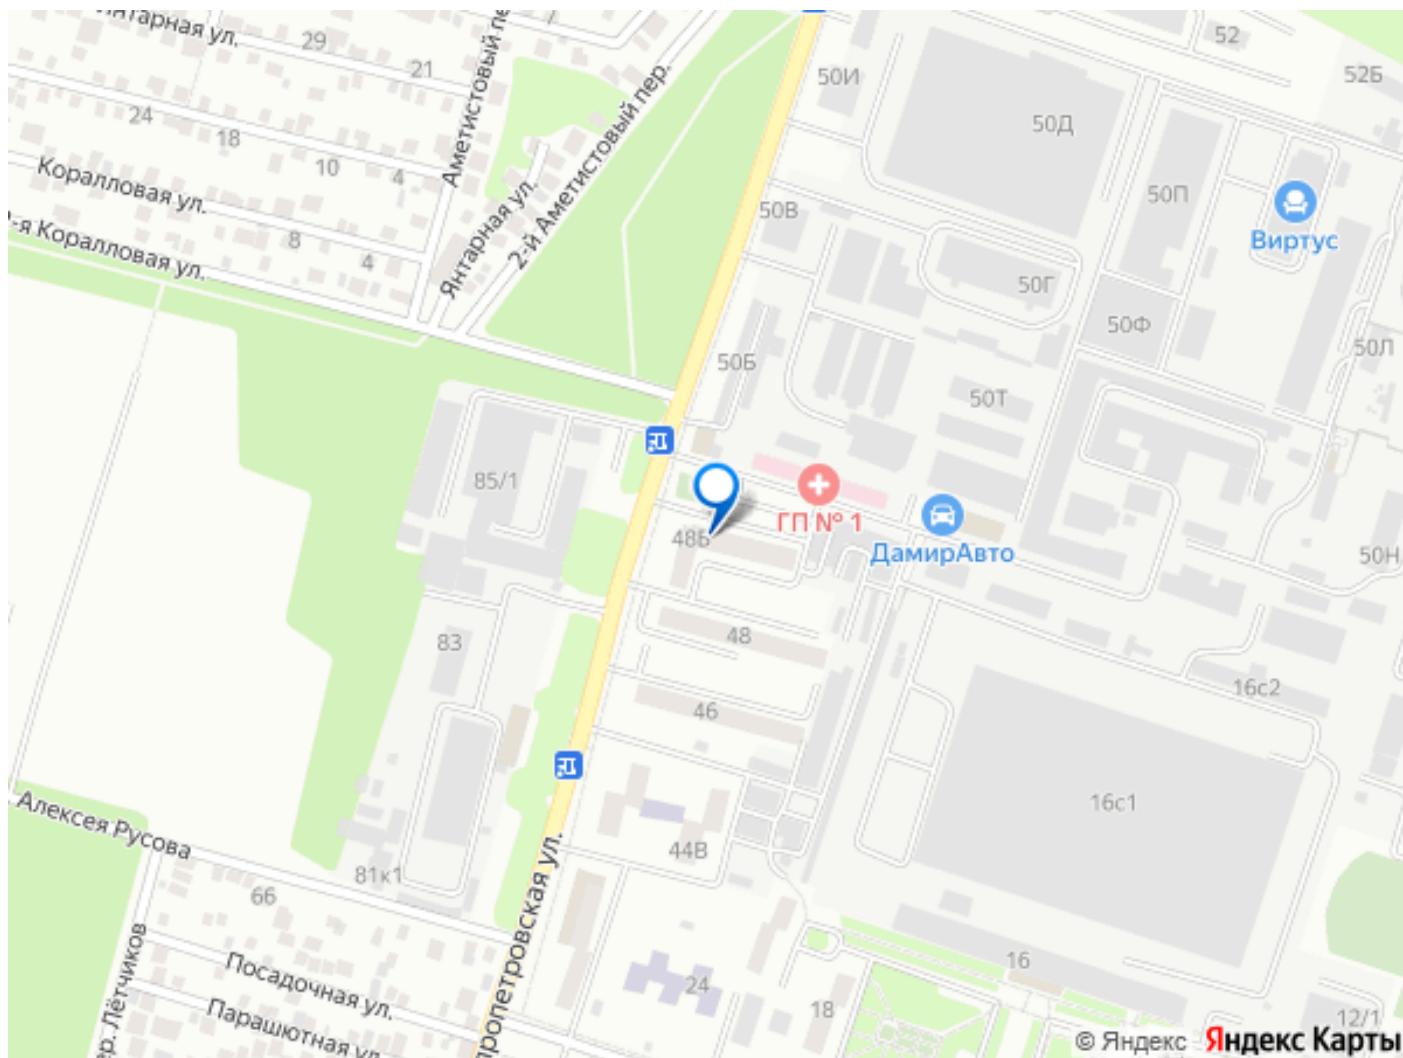 Янтарная ул.
29
21
24
18
10
4
Аметистовый пе
2-й Аметистовый пер.
Коралловая ул.
8
4
Янтарная ул.
2-я Коралловая ул.
50И
52
52Б
50Д
50П
50В
Виртус
50Г
50Ф
50Л
50Б
50Т
85/1
ГП № 1
48Б
ДамирАвто
50Н
83
48
46
16с2
16с1
Алексея Русова
44В
81к1
66
пропетровская ул.
ер. Лётчиков
Посадочная ул.
Парашютная ул.
24
18
16
12/1
© Яндекс Яндекс Карты